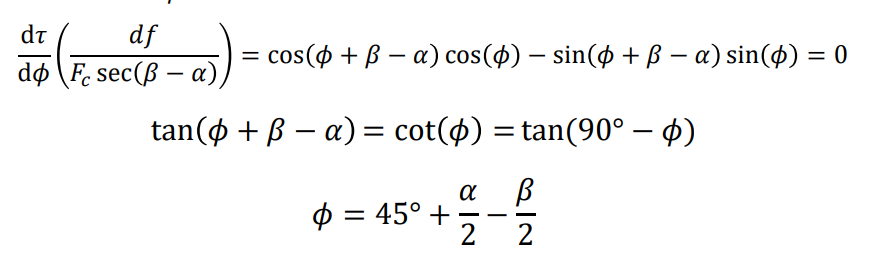 dτ/dϕ (df / (F_c sec(β − α))) = cos(ϕ + β − α) cos(ϕ) − sin(ϕ + β − α) sin(ϕ) = 0
tan(ϕ + β − α) = cot(ϕ) = tan(90° − ϕ)
ϕ = 45° + α/2 − β/2